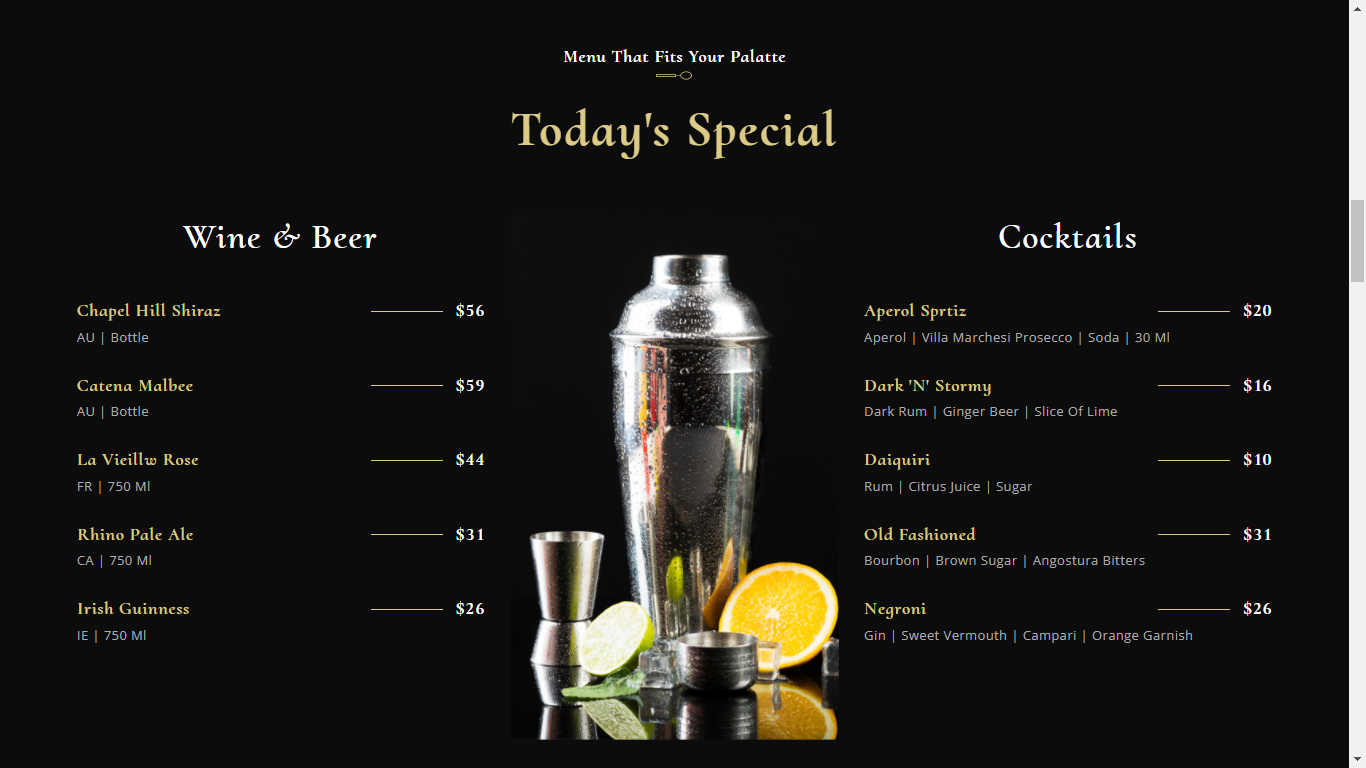 Menu That Fits Your Palatte
Today's Special
Wine & Beer
Chapel Hill Shiraz $56
AU | Bottle
Catena Malbee $59
AU | Bottle
La Vieillw Rose $44
FR | 750 Ml
Rhino Pale Ale $31
CA | 750 Ml
Irish Guinness $26
IE | 750 Ml
Cocktails
Aperol Sprtiz $20
Aperol | Villa Marchesi Prosecco | Soda | 30 Ml
Dark 'N' Stormy $16
Dark Rum | Ginger Beer | Slice Of Lime
Daiquiri $10
Rum | Citrus Juice | Sugar
Old Fashioned $31
Bourbon | Brown Sugar | Angostura Bitters
Negroni $26
Gin | Sweet Vermouth | Campari | Orange Garnish